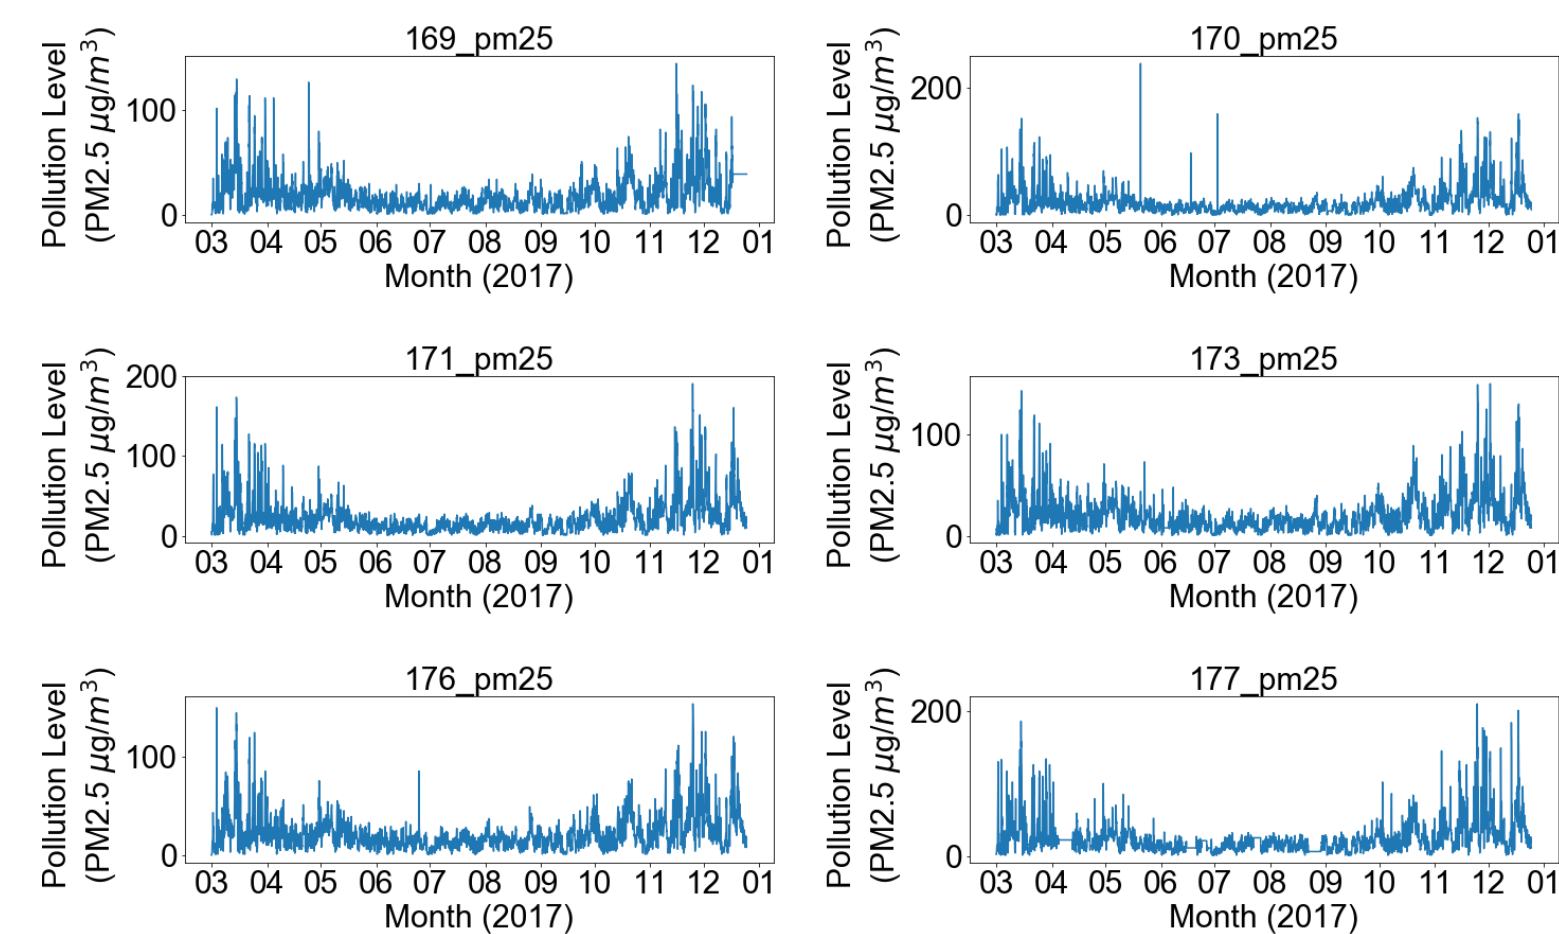 169_pm25
Pollution Level
(PM2.5 μg/m³)
100
0
03 04 05 06 07 08 09 10 11 12 01
Month (2017)
170_pm25
Pollution Level
(PM2.5 μg/m³)
200
0
03 04 05 06 07 08 09 10 11 12 01
Month (2017)
171_pm25
Pollution Level
(PM2.5 μg/m³)
200
100
0
03 04 05 06 07 08 09 10 11 12 01
Month (2017)
173_pm25
Pollution Level
(PM2.5 μg/m³)
100
0
03 04 05 06 07 08 09 10 11 12 01
Month (2017)
176_pm25
Pollution Level
(PM2.5 μg/m³)
100
0
03 04 05 06 07 08 09 10 11 12 01
Month (2017)
177_pm25
Pollution Level
(PM2.5 μg/m³)
200
0
03 04 05 06 07 08 09 10 11 12 01
Month (2017)